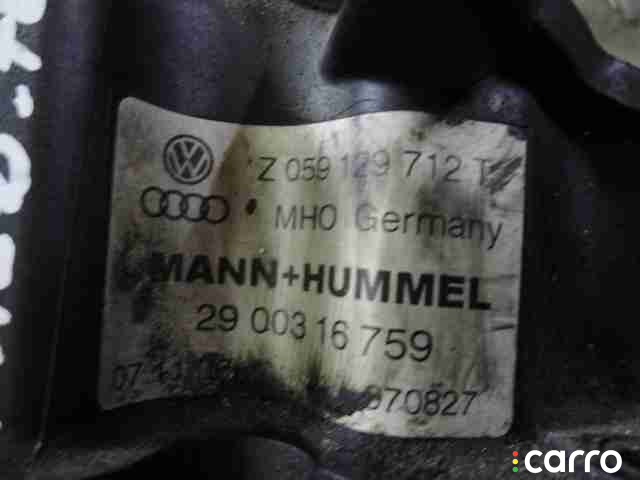 Z 059 129 712 T
MHO Germany
MANN+HUMMEL
29 003 16 759
070827
carro